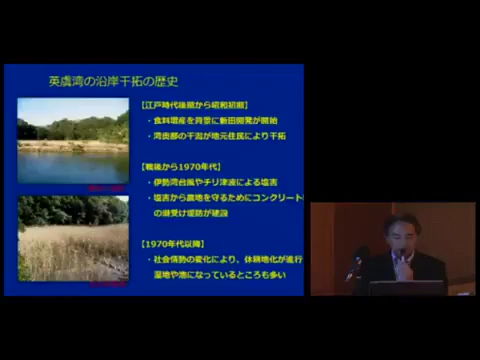 英虞湾の沿岸干拓の歴史
【江戸時代後期から昭和初期】
・食料増産を背景に新田開発が開始
・湾奥部の干潟が地元住民により干拓
【戦後から1970年代】
・伊勢湾台風やチリ津波による塩害
・塩害から農地を守るためにコンクリート
の潮受け堤防が建設
【1970年代以降】
・社会情勢の変化により、休耕地化が進行
湿地や池になっているところも多い